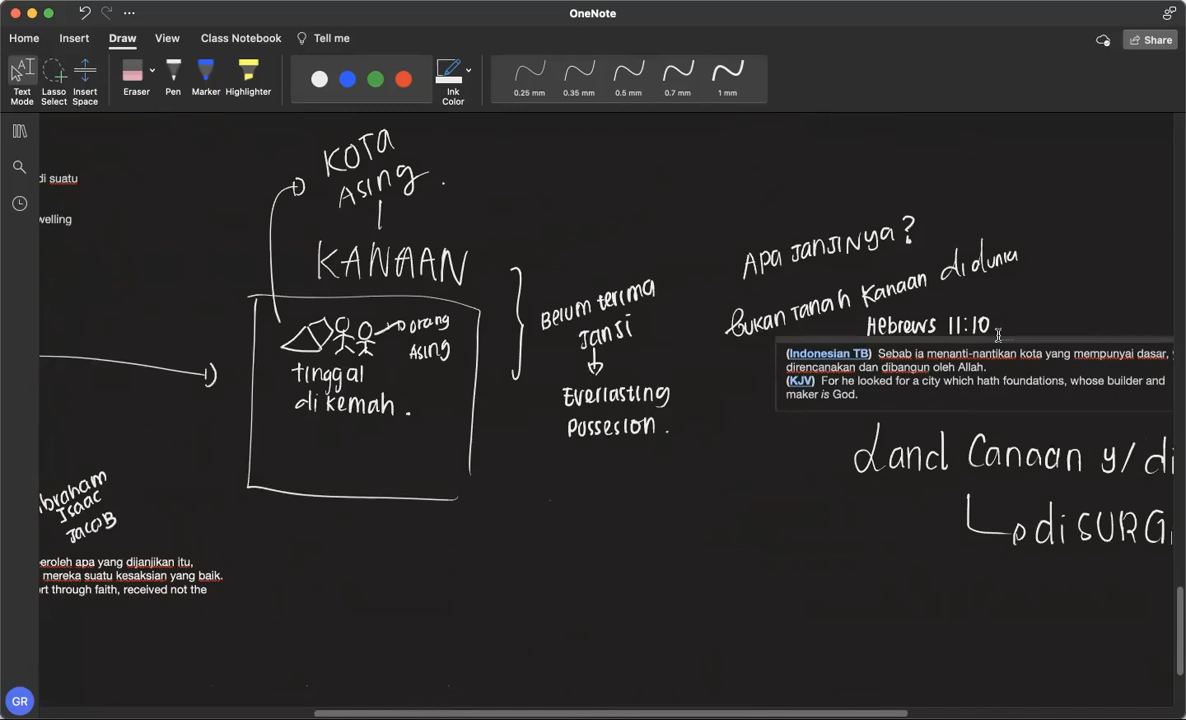 OneNote
Home Insert Draw View Class Notebook Tell me
Share
Text Mode
Lasso Select
Insert Space
Eraser
Pen
Marker
Highlighter
Ink Color
0.25 mm
0.35 mm
0.5 mm
0.7 mm
1 mm
di suatu
welling
KOTA
ASING.
KANAAN
orang
Asing
tinggal
di kemah.
Belum terima
JANSI
Everlasting
Possesion.
Apa JANJINya?
bukan TANAH Kanaan di dunia
Hebrews 11:10
(Indonesian TB) Sebab ia menanti-nantikan kota yang mempunyai dasar,
direncanakan dan dibangun oleh Allah.
(KJV) For he looked for a city which hath foundations, whose builder and
maker is God.
Land Canaan y/ di
di SURG
braham
Isaac
JACOB
eroleh apa yang dijanjikan itu,
mereka suatu kesaksian yang baik.
rt through faith, received not the
GR